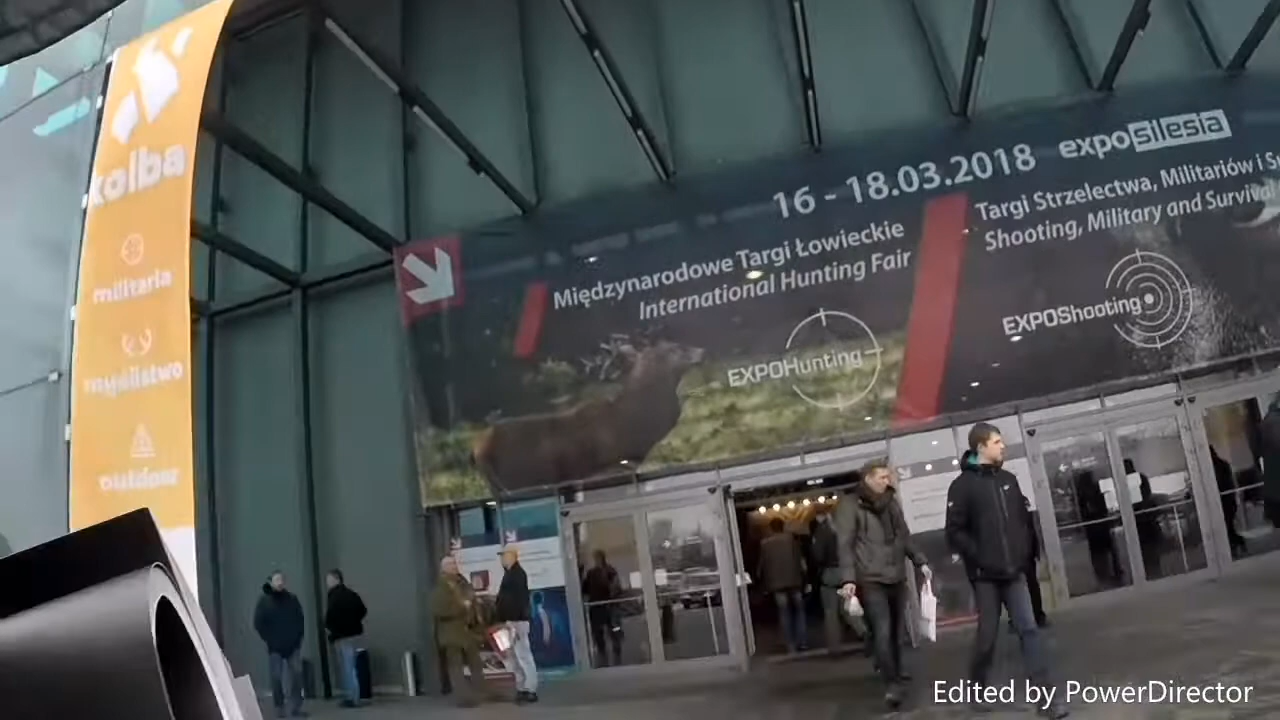 kolba
militaria
myślistwo
outdoor
16 - 18.03.2018
exposilesia
Międzynarodowe Targi Łowieckie
International Hunting Fair
EXPOHunting
Targi Strzelectwa, Militariów i
Shooting, Military and Survival
EXPOShooting
Edited by PowerDirector